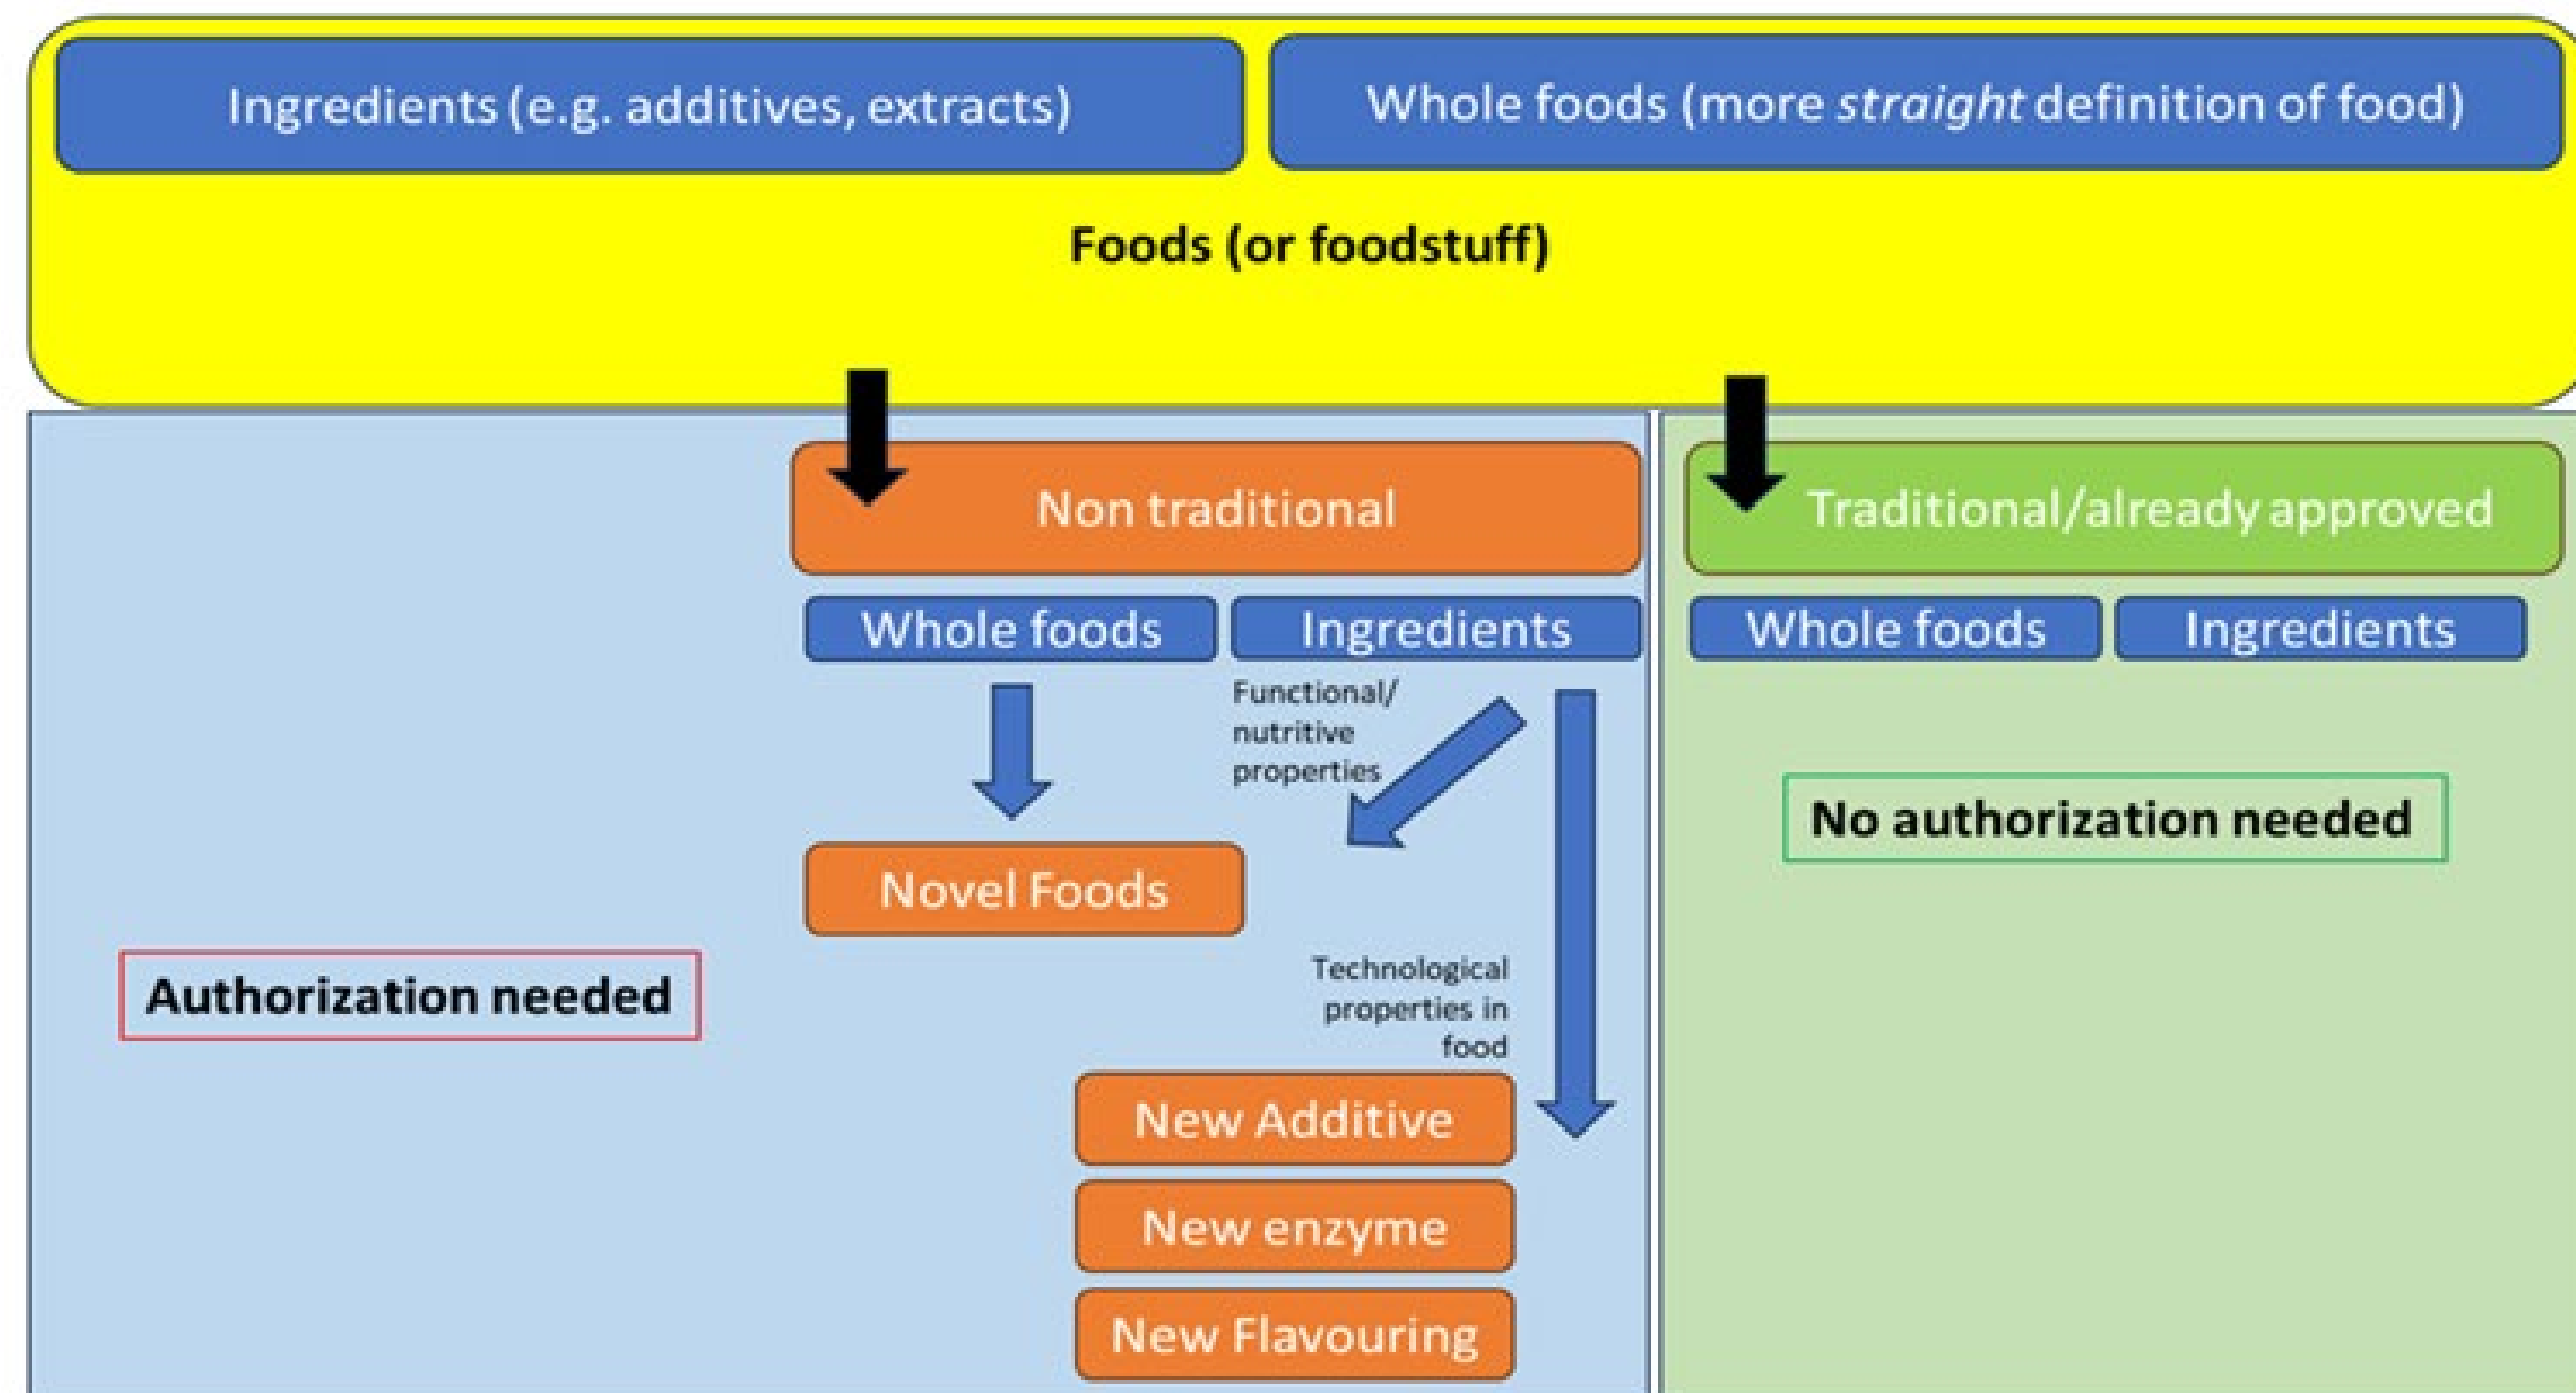 Ingredients (e.g. additives, extracts)
Whole foods (more straight definition of food)
Foods (or foodstuff)
Non traditional
Traditional/already approved
Whole foods
Ingredients
Whole foods
Ingredients
Functional/
nutritive
properties
No authorization needed
Novel Foods
Authorization needed
Technological
properties in
food
New Additive
New enzyme
New Flavouring